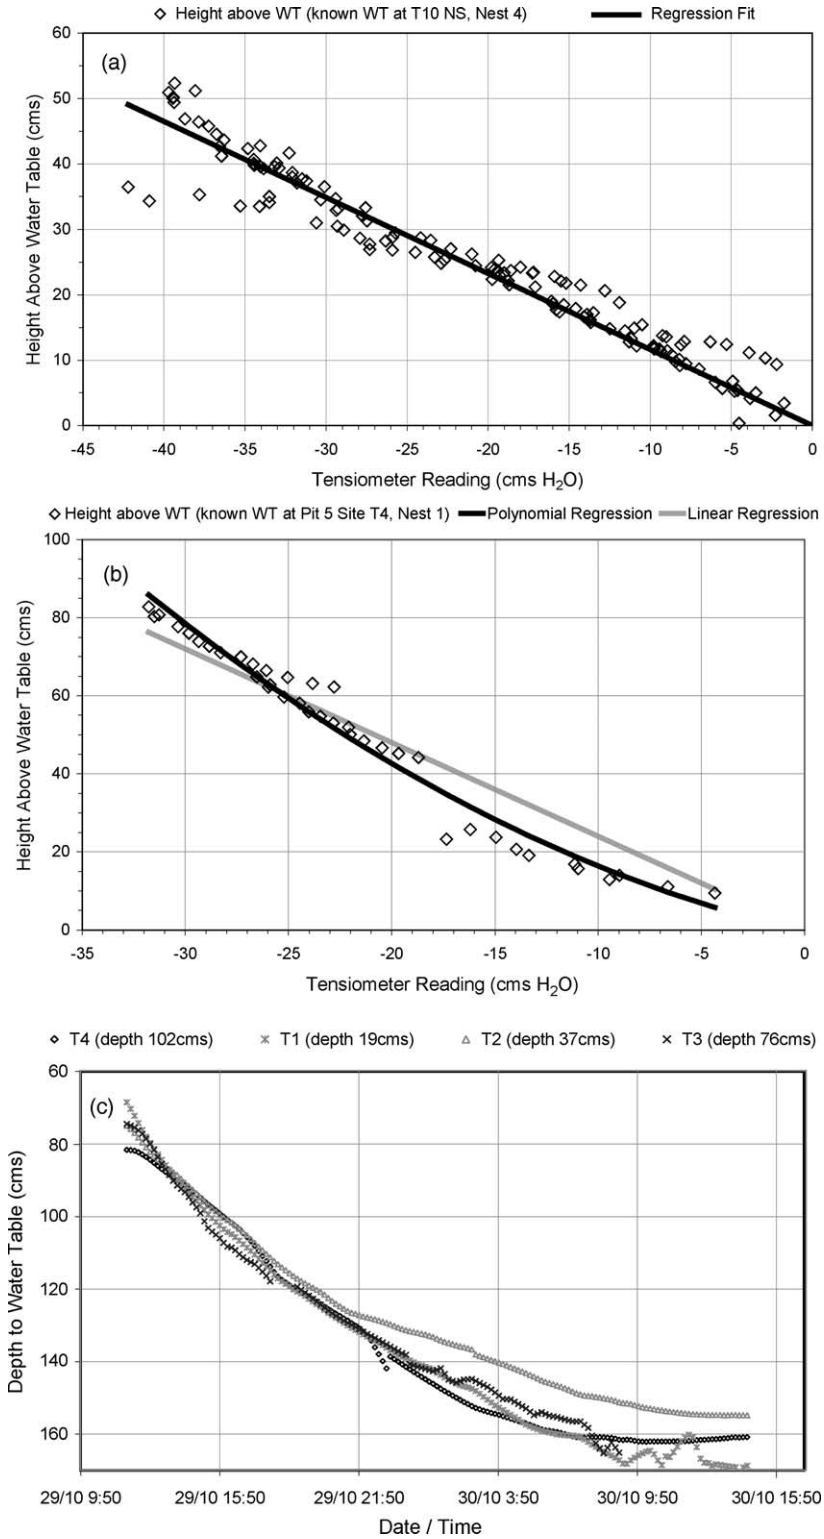 Height above WT (known WT at T10 NS, Nest 4) Regression Fit
(a)
60
50
40
30
20
10
0
Height Above Water Table (cms)
-45 -40 -35 -30 -25 -20 -15 -10 -5 0
Tensiometer Reading (cms H₂O)
Height above WT (known WT at Pit 5 Site T4, Nest 1) Polynomial Regression Linear Regression
(b)
100
80
60
40
20
0
Height Above Water Table (cms)
-35 -30 -25 -20 -15 -10 -5 0
Tensiometer Reading (cms H₂O)
T4 (depth 102cms) T1 (depth 19cms) T2 (depth 37cms) T3 (depth 76cms)
(c)
60
80
100
120
140
160
Depth to Water Table (cms)
29/10 9:50 29/10 15:50 29/10 21:50 30/10 3:50 30/10 9:50 30/10 15:50
Date / Time